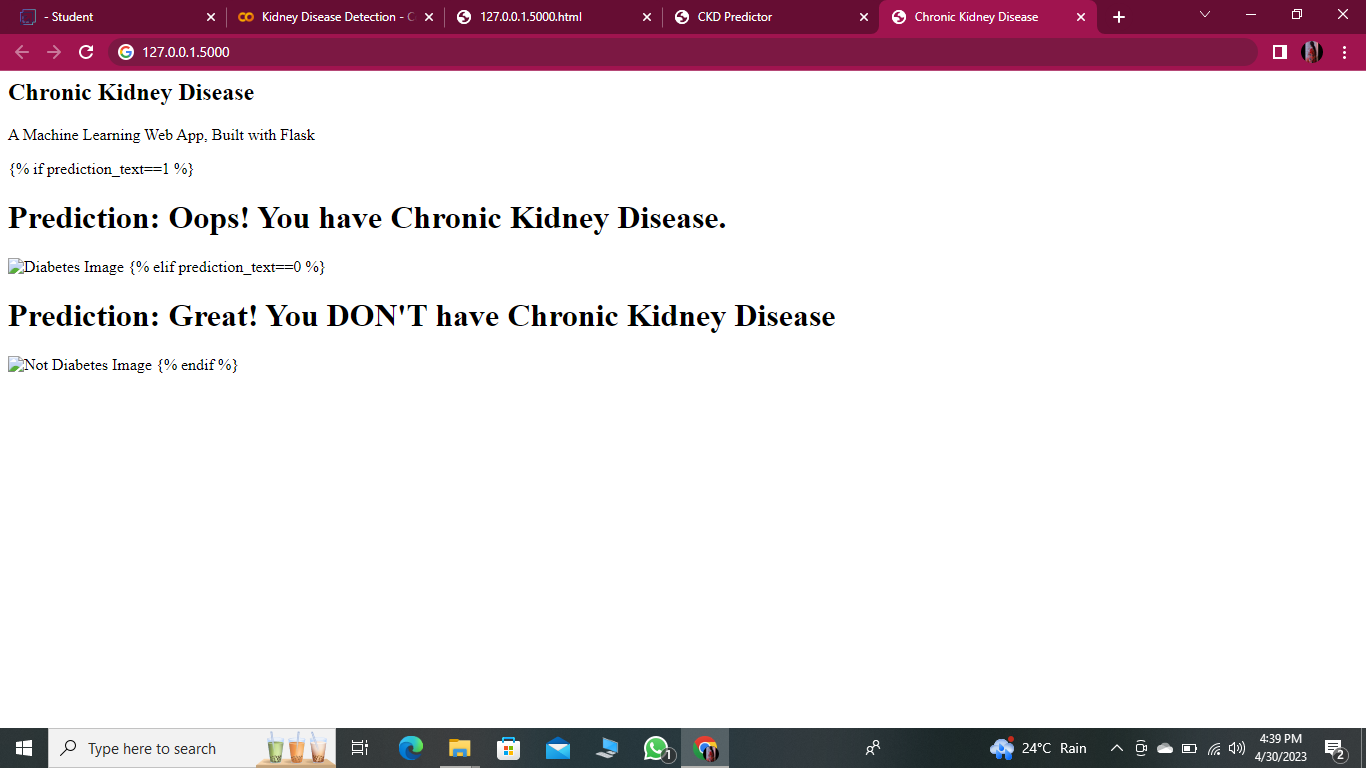 - Student
Kidney Disease Detection - C
127.0.0.1.5000.html
CKD Predictor
Chronic Kidney Disease
127.0.0.1.5000
Chronic Kidney Disease
A Machine Learning Web App, Built with Flask
{% if prediction_text==1 %}
Prediction: Oops! You have Chronic Kidney Disease.
Diabetes Image {% elif prediction_text==0 %}
Prediction: Great! You DON'T have Chronic Kidney Disease
Not Diabetes Image {% endif %}
Type here to search
1
24°C Rain
4:39 PM
4/30/2023
2